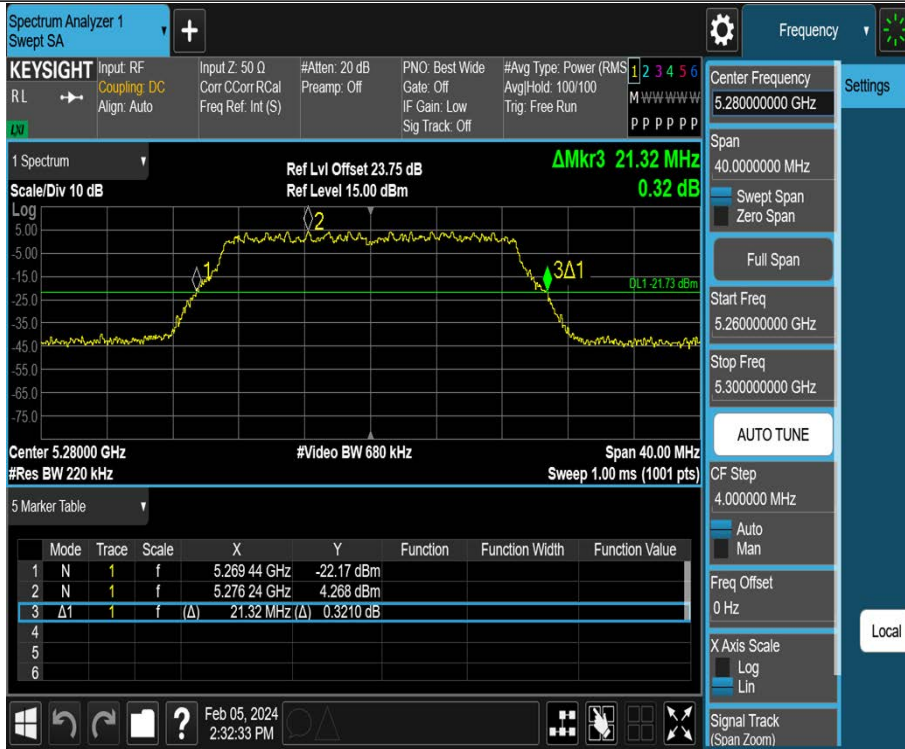 Spectrum Analyzer 1
Swept SA
+
Frequency
KEYSIGHT
RL
LXI
Input: RF
Coupling: DC
Align: Auto
Input Z: 50 Ω
Corr CCorr RCal
Freq Ref: Int (S)
#Atten: 20 dB
Preamp: Off
PNO: Best Wide
Gate: Off
IF Gain: Low
Sig Track: Off
#Avg Type: Power (RMS
Avg|Hold: 100/100
Trig: Free Run
1 2 3 4 5 6
M W W W W W
P P P P P P
1 Spectrum
Scale/Div 10 dB
Ref Lvl Offset 23.75 dB
Ref Level 15.00 dBm
ΔMkr3 21.32 MHz
0.32 dB
Log
5.00
-5.00
-15.0
-25.0
-35.0
-45.0
-55.0
-65.0
-75.0
1
2
3Δ1
DL1 -21.73 dBm
Center 5.28000 GHz
#Res BW 220 kHz
#Video BW 680 kHz
Span 40.00 MHz
Sweep 1.00 ms (1001 pts)
5 Marker Table
Mode Trace Scale X Y Function Function Width Function Value
1 N 1 f 5.269 44 GHz -22.17 dBm
2 N 1 f 5.276 24 GHz 4.268 dBm
3 Δ1 1 f (Δ) 21.32 MHz (Δ) 0.3210 dB
4
5
6
Feb 05, 2024
2:32:33 PM
?
Center Frequency
5.280000000 GHz
Span
40.0000000 MHz
Swept Span
Zero Span
Full Span
Start Freq
5.260000000 GHz
Stop Freq
5.300000000 GHz
AUTO TUNE
CF Step
4.000000 MHz
Auto
Man
Freq Offset
0 Hz
X Axis Scale
Log
Lin
Signal Track
(Span Zoom)
Settings
Local